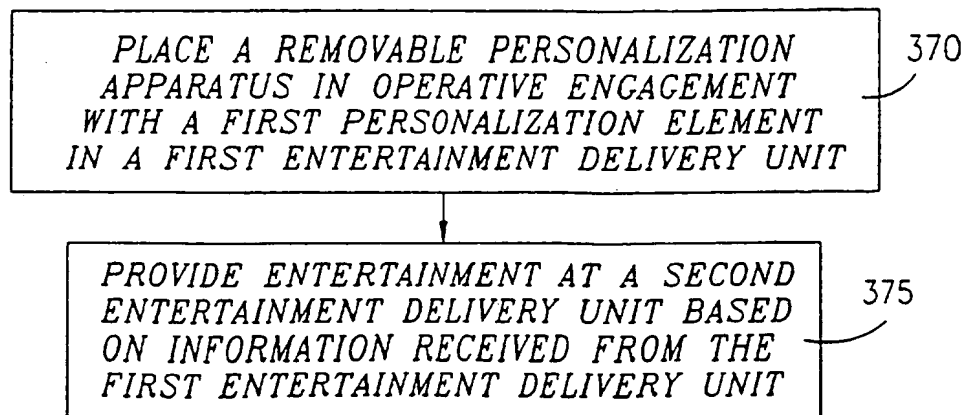 PLACE A REMOVABLE PERSONALIZATION
APPARATUS IN OPERATIVE ENGAGEMENT
WITH A FIRST PERSONALIZATION ELEMENT
IN A FIRST ENTERTAINMENT DELIVERY UNIT
370
PROVIDE ENTERTAINMENT AT A SECOND
ENTERTAINMENT DELIVERY UNIT BASED
ON INFORMATION RECEIVED FROM THE
FIRST ENTERTAINMENT DELIVERY UNIT
375